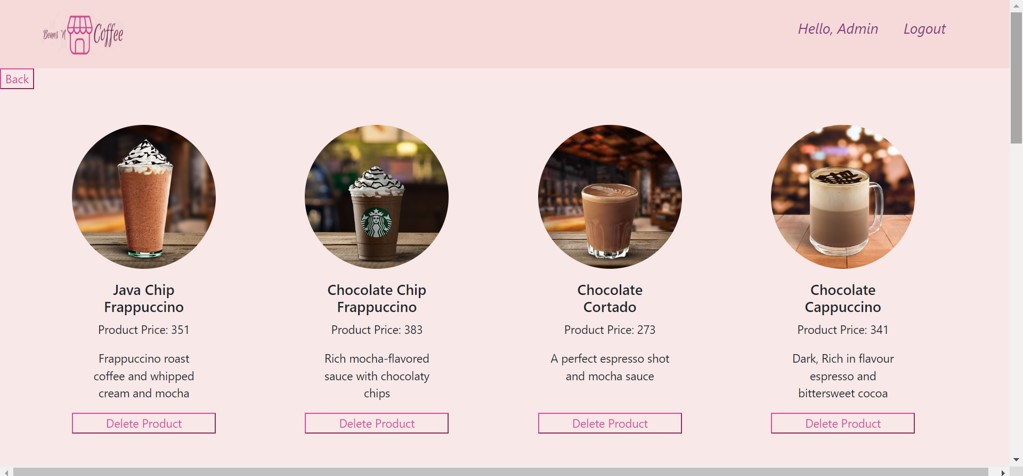 Beans 'N Coffee
Hello, Admin Logout
Back
Java Chip
Frappuccino
Product Price: 351
Frappuccino roast
coffee and whipped
cream and mocha
Delete Product
Chocolate Chip
Frappuccino
Product Price: 383
Rich mocha-flavored
sauce with chocolaty
chips
Delete Product
Chocolate
Cortado
Product Price: 273
A perfect espresso shot
and mocha sauce
Delete Product
Chocolate
Cappuccino
Product Price: 341
Dark, Rich in flavour
espresso and
bittersweet cocoa
Delete Product